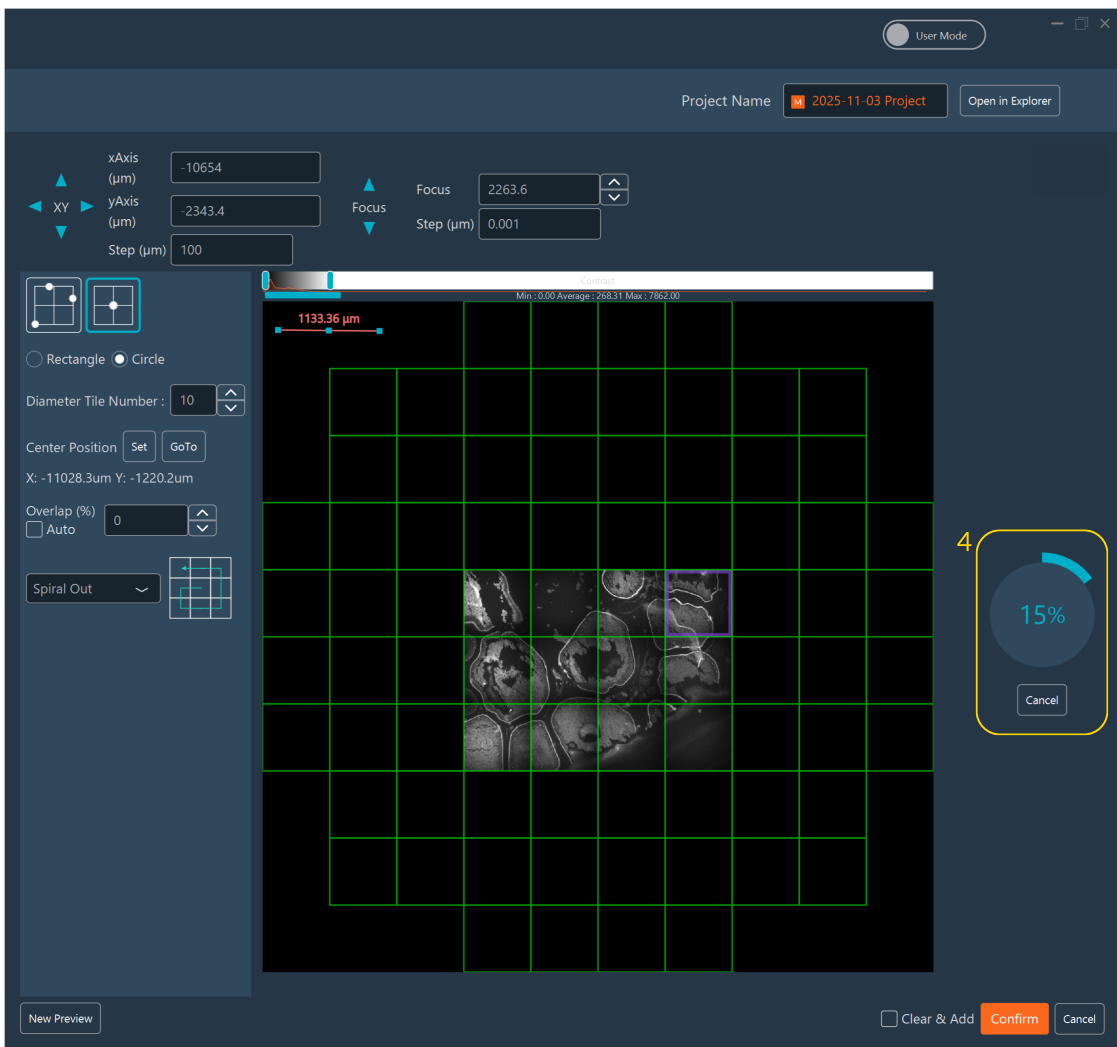 User Mode
Project Name
M 2025-11-03 Project
Open in Explorer
xAxis
(µm)
-10654
XY
yAxis
(µm)
-2343.4
Step (µm)
100
Focus
Focus
2263.6
Step (µm)
0.001
Contrast
Min : 0.00 Average : 268.31 Max : 7862.00
1133.36 µm
Rectangle
Circle
Diameter Tile Number :
10
Center Position
Set
GoTo
X: -11028.3um Y: -1220.2um
Overlap (%)
Auto
0
Spiral Out
4
15%
Cancel
New Preview
Clear & Add
Confirm
Cancel